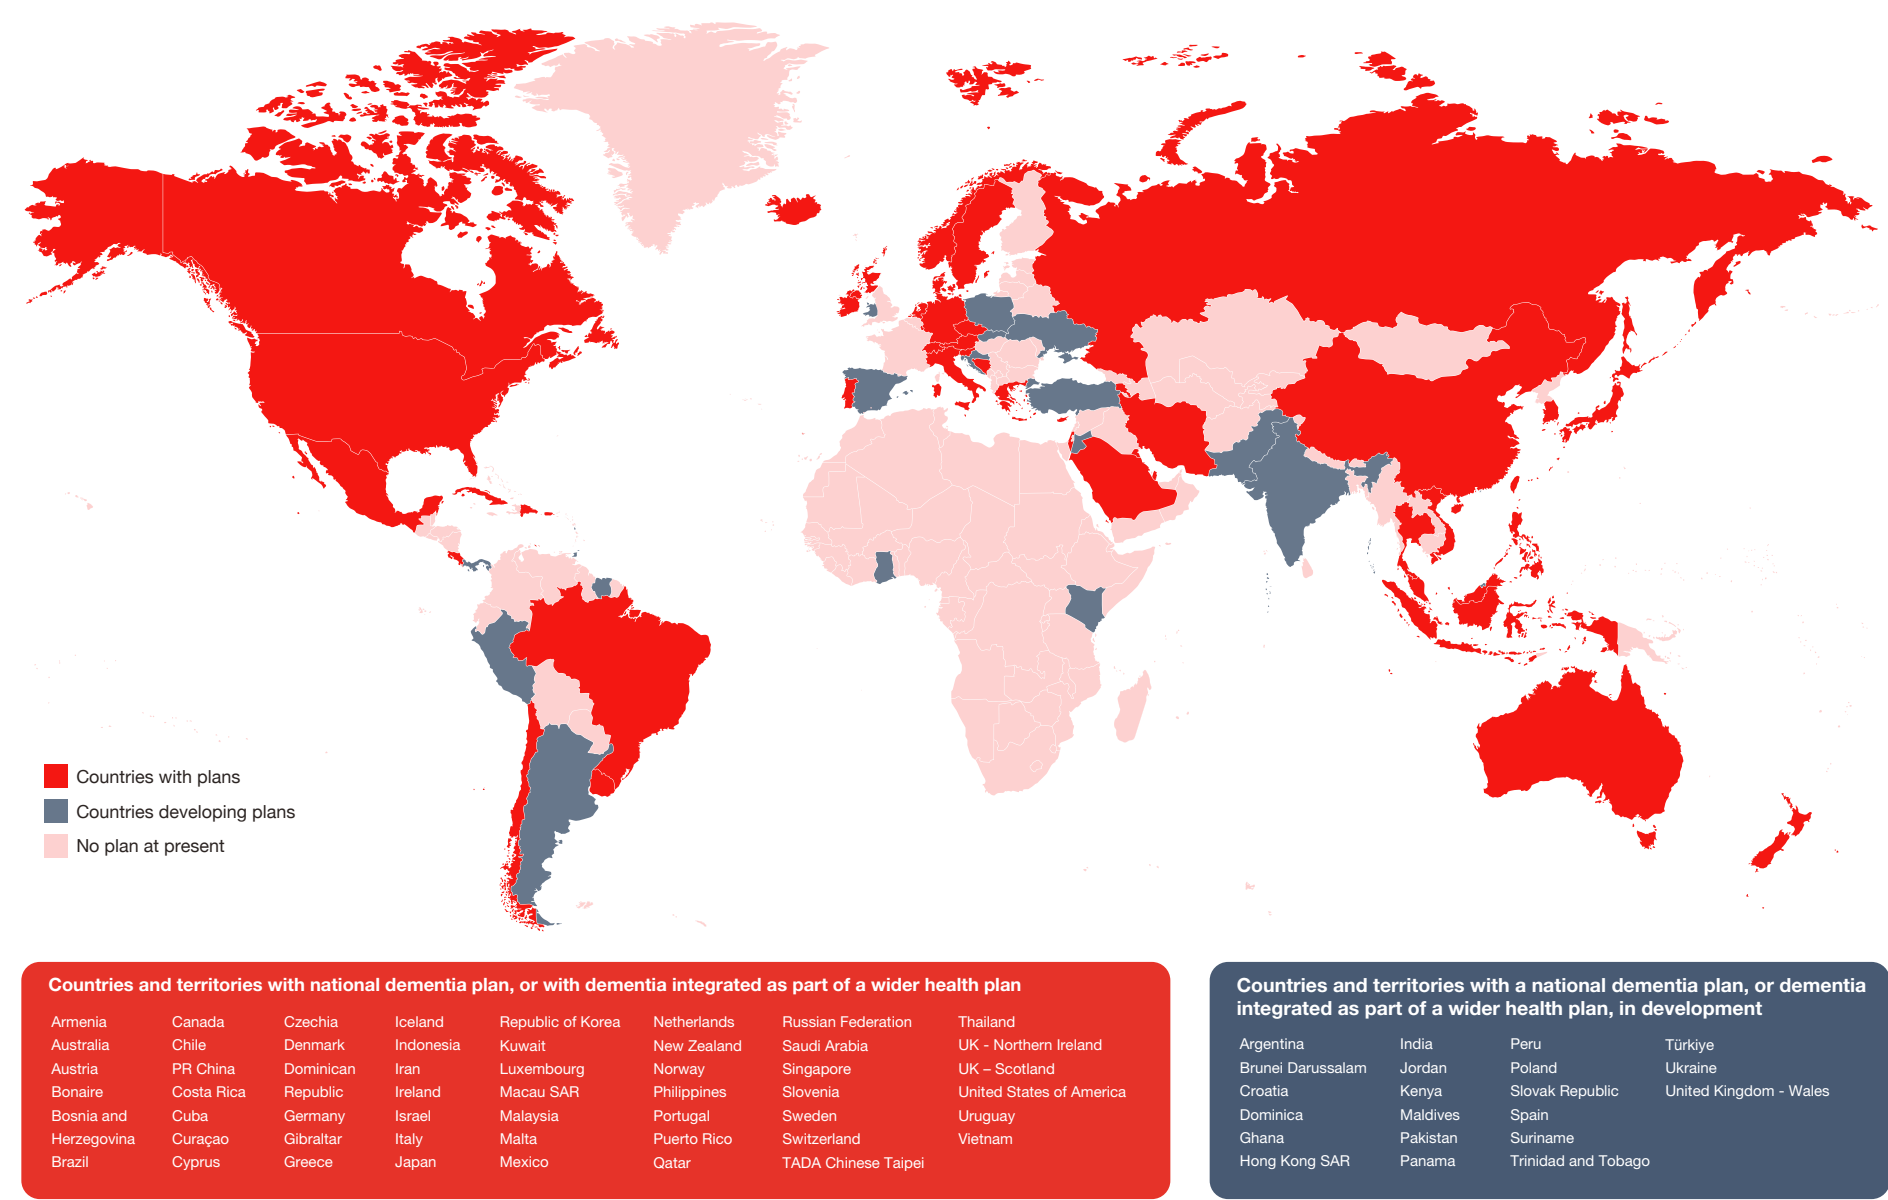 Countries with plans
Countries developing plans
No plan at present
Countries and territories with national dementia plan, or with dementia integrated as part of a wider health plan
Armenia
Australia
Austria
Bonaire
Bosnia and
Herzegovina
Brazil
Canada
Chile
PR China
Costa Rica
Cuba
Curaçao
Cyprus
Czechia
Denmark
Dominican
Republic
Germany
Gibraltar
Greece
Iceland
Indonesia
Iran
Ireland
Israel
Italy
Japan
Republic of Korea
Kuwait
Luxembourg
Macau SAR
Malaysia
Malta
Mexico
Netherlands
New Zealand
Norway
Philippines
Portugal
Puerto Rico
Qatar
Russian Federation
Saudi Arabia
Singapore
Slovenia
Sweden
Switzerland
TADA Chinese Taipei
Thailand
UK - Northern Ireland
UK – Scotland
United States of America
Uruguay
Vietnam
Countries and territories with a national dementia plan, or dementia
integrated as part of a wider health plan, in development
Argentina
Brunei Darussalam
Croatia
Dominica
Ghana
Hong Kong SAR
India
Jordan
Kenya
Maldives
Pakistan
Panama
Peru
Poland
Slovak Republic
Spain
Suriname
Trinidad and Tobago
Türkiye
Ukraine
United Kingdom - Wales